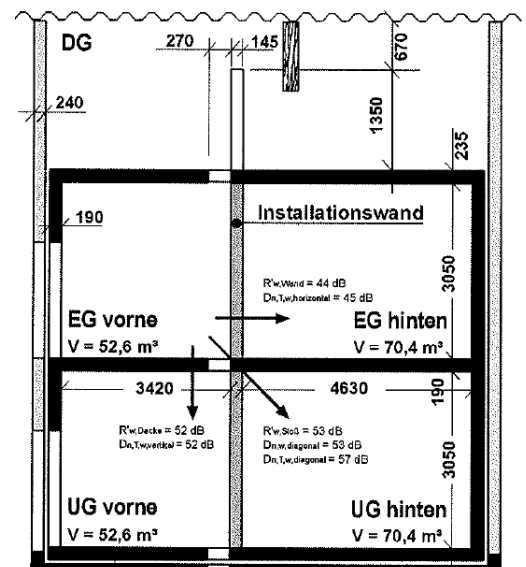 DG
270
145
670
240
1350
235
190
Installationswand
3050
R'w,Wand = 44 dB
Dn,T,w,horizontal = 45 dB
EG vorne
V = 52,6 m³
EG hinten
V = 70,4 m³
3420
4630
190
R'w,Decke = 52 dB
Dn,T,w,vertikal = 52 dB
R'w,Stoß = 53 dB
Dn,w,diagonal = 53 dB
Dn,T,w,diagonal = 57 dB
3050
UG vorne
V = 52,6 m³
UG hinten
V = 70,4 m³